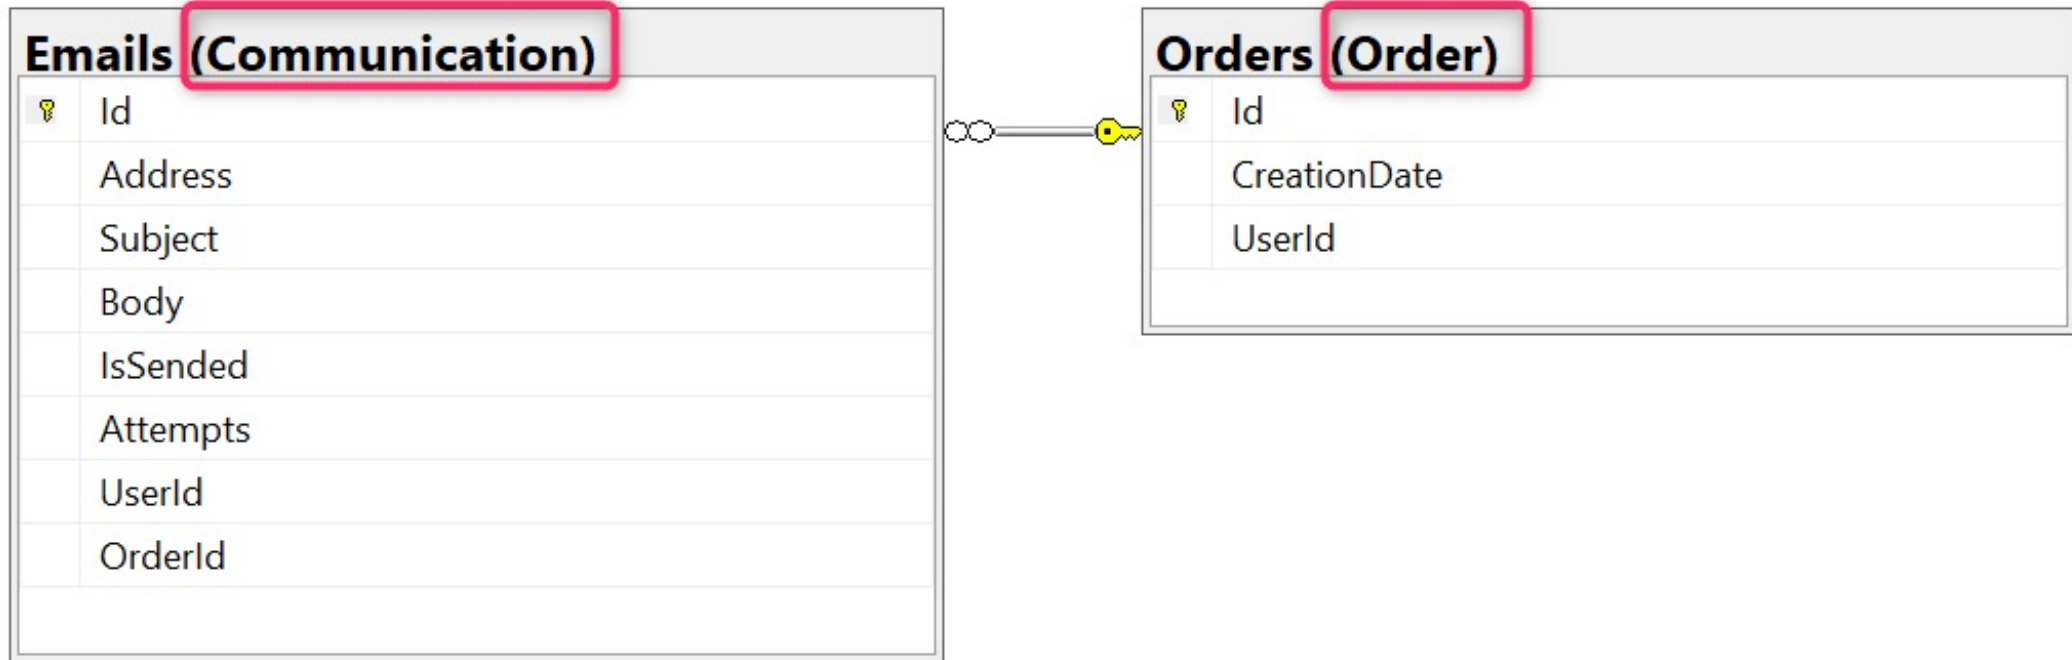 Emails (Communication)
Id
Address
Subject
Body
IsSended
Attempts
UserId
OrderId
Orders (Order)
Id
CreationDate
UserId